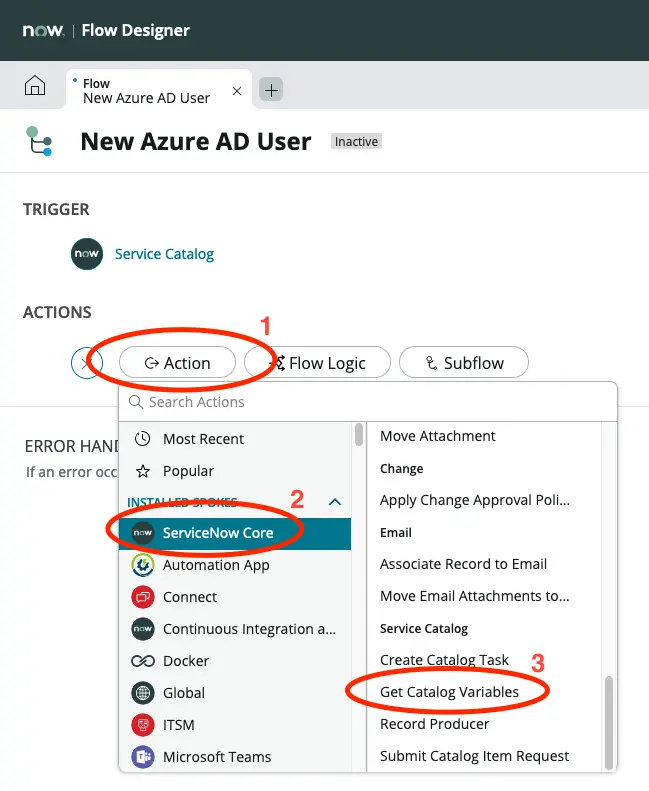 now. | Flow Designer
Flow
New Azure AD User
New Azure AD User Inactive
TRIGGER
now Service Catalog
ACTIONS
1
Action Flow Logic Subflow
Search Actions
ERROR HAND
If an error occ
Most Recent
Popular
INSTALLED SPOKES
2
now ServiceNow Core
Automation App
Connect
now Continuous Integration a...
Docker
Global
ITSM
Microsoft Teams
Move Attachment
Change
Apply Change Approval Poli...
Email
Associate Record to Email
Move Email Attachments to...
Service Catalog
Create Catalog Task
3
Get Catalog Variables
Record Producer
Submit Catalog Item Request